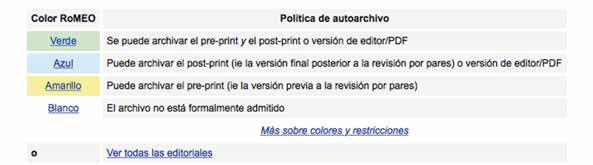 Color RoMEO Política de autoarchivo
Verde Se puede archivar el pre-print y el post-print o versión de editor/PDF
Azul Puede archivar el post-print (ie la versión final posterior a la revisión por pares) o versión de editor/PDF
Amarillo Puede archivar el pre-print (ie la versión previa a la revisión por pares)
Blanco El archivo no está formalmente admitido
Más sobre colores y restricciones
o Ver todas las editoriales